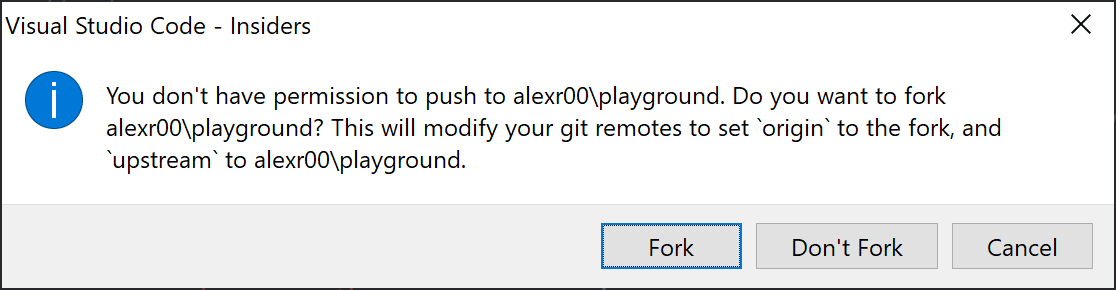 Visual Studio Code - Insiders
You don't have permission to push to alexr00\playground. Do you want to fork
alexr00\playground? This will modify your git remotes to set `origin` to the fork, and
`upstream` to alexr00\playground.
Fork
Don't Fork
Cancel